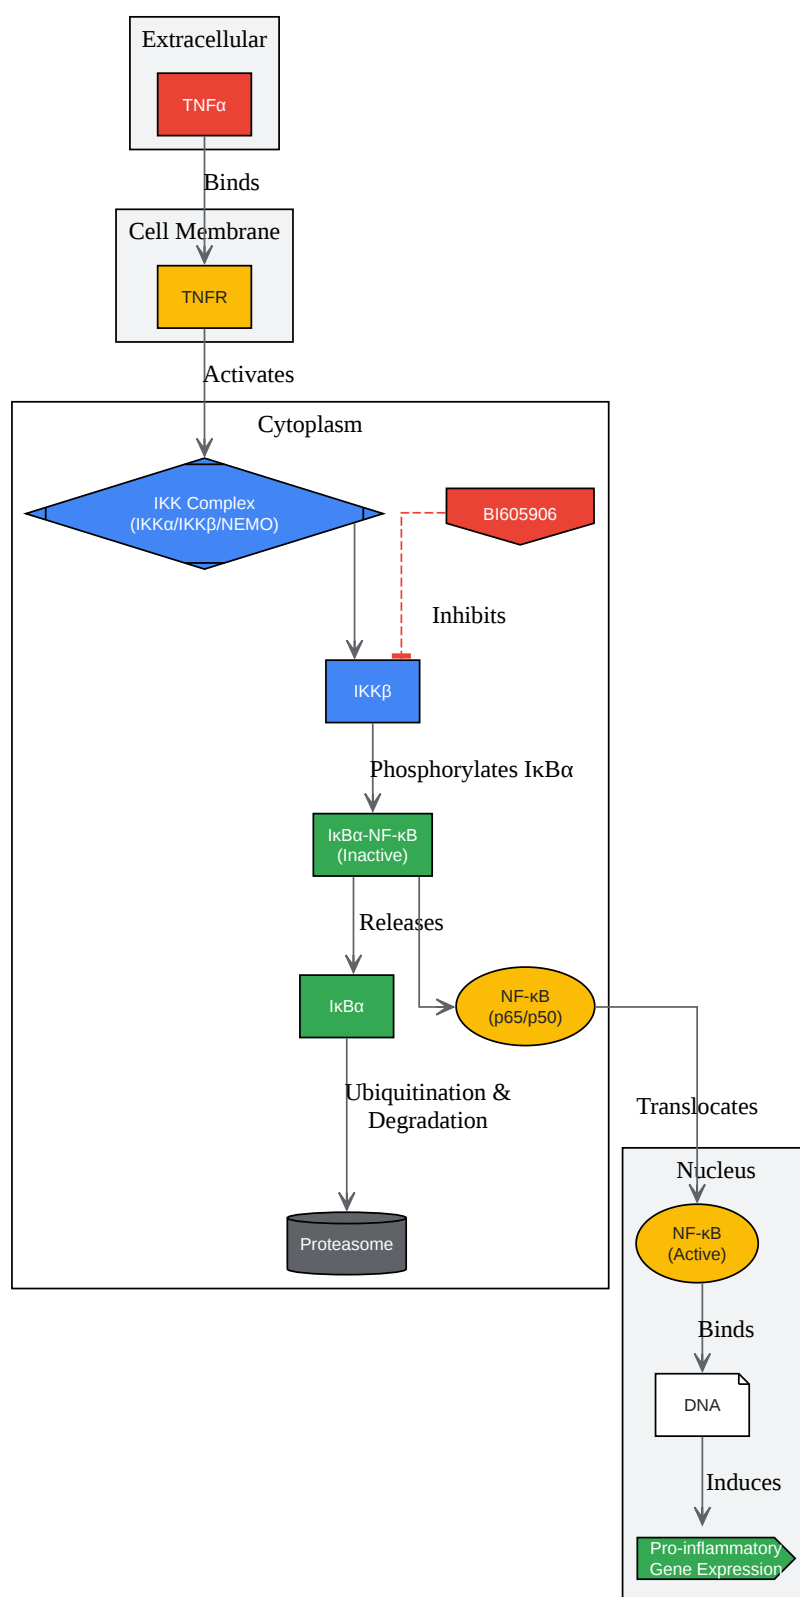 Extracellular
TNFα
Binds
Cell Membrane
TNFR
Activates
Cytoplasm
IKK Complex
(IKKα/IKKβ/NEMO)
BI605906
Inhibits
IKKβ
Phosphorylates IκBα
IκBα-NF-κB
(Inactive)
Releases
IκBα
NF-κB
(p65/p50)
Ubiquitination &
Degradation
Translocates
Proteasome
Nucleus
NF-κB
(Active)
Binds
DNA
Induces
Pro-inflammatory
Gene Expression